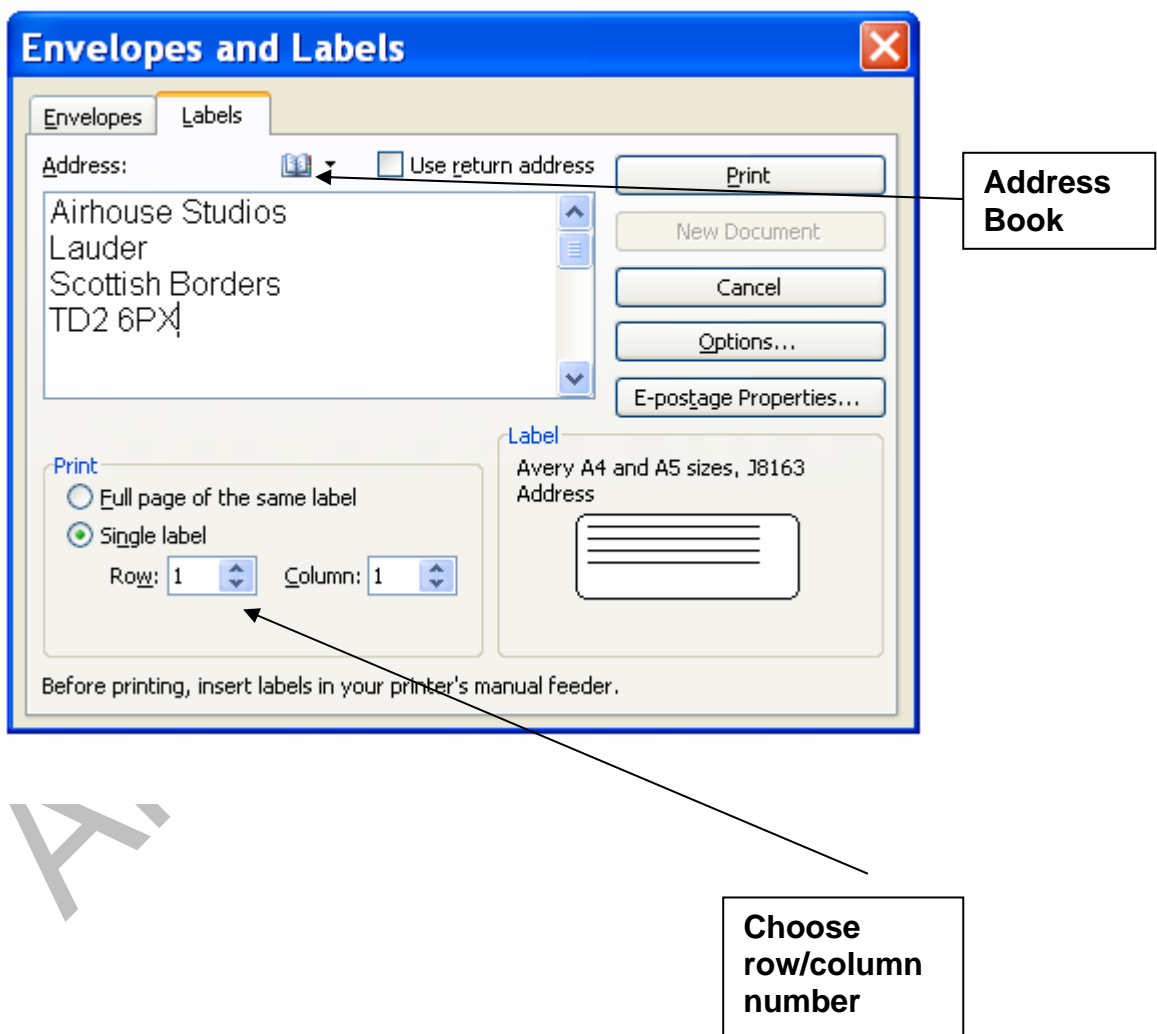 Envelopes and Labels
Envelopes Labels
Address: Use return address Print
Address
Book
Airhouse Studios
Lauder
Scottish Borders
TD2 6PX
New Document
Cancel
Options...
E-postage Properties...
Print
Full page of the same label
Single label
Row: 1 Column: 1
Label
Avery A4 and A5 sizes, J8163
Address
Before printing, insert labels in your printer's manual feeder.
Choose
row/column
number